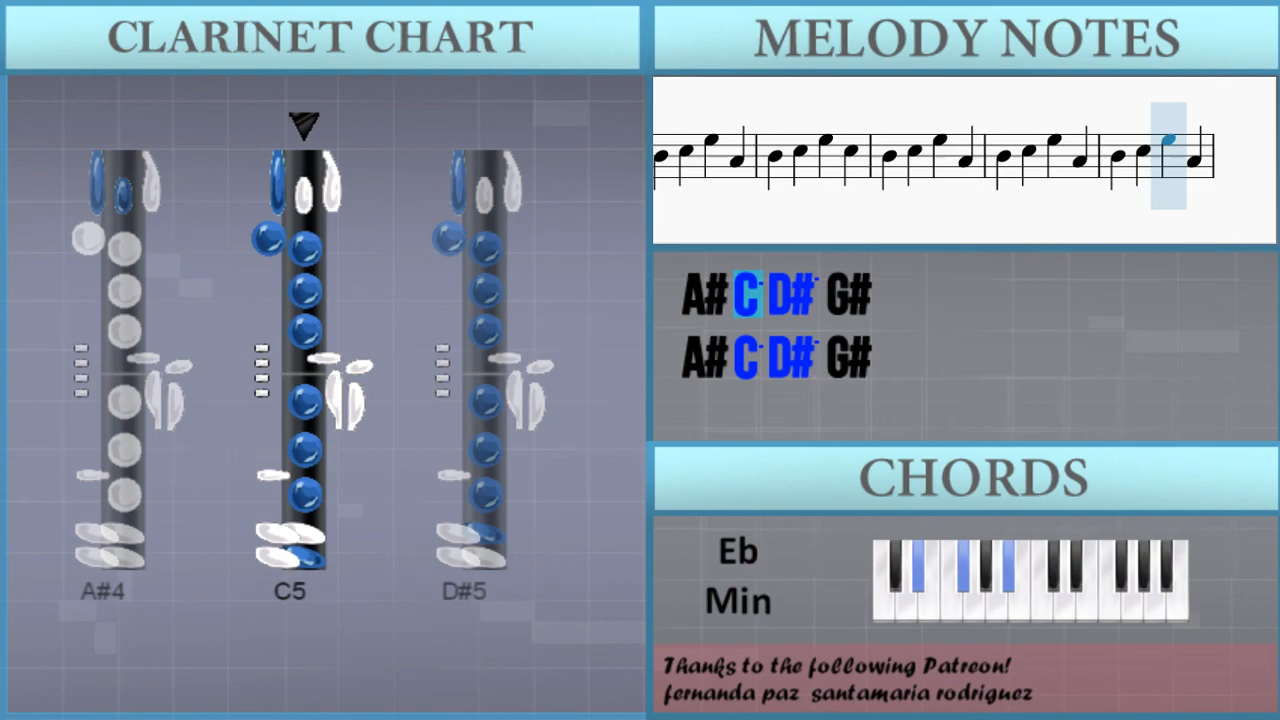 CLARINET CHART
A#4 C5 D#5
MELODY NOTES
A# C· D#· G#
A# C· D#· G#
CHORDS
Eb
Min
Thanks to the following Patreon!
fernanda paz santamaria rodriguez